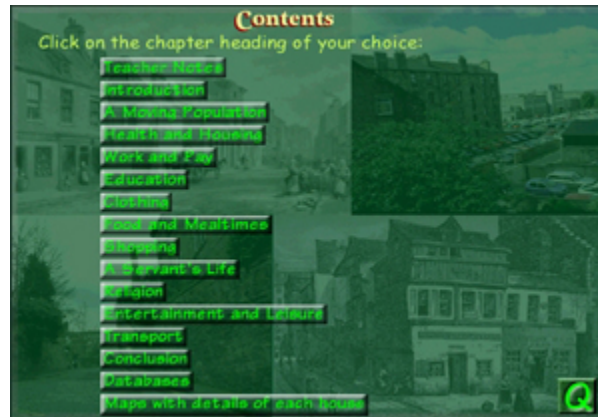 Contents
Click on the chapter heading of your choice:
Teacher Notes
Introduction
A Moving Population
Health and Housing
Work and Pay
Education
Clothing
Food and Mealtimes
Shopping
A Servant's Life
Religion
Entertainment and Leisure
Transport
Conclusion
Databases
Maps with details of each house
Q